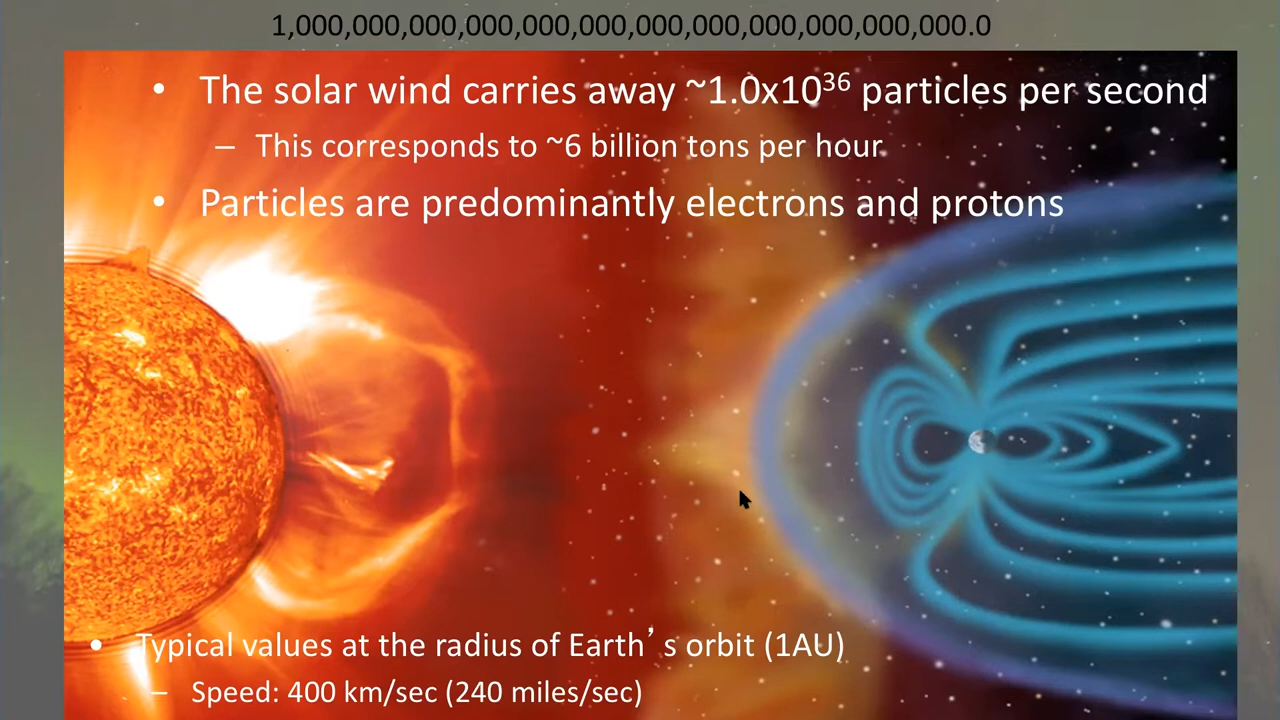 1,000,000,000,000,000,000,000,000,000,000,000,000.0
• The solar wind carries away ~1.0x10³⁶ particles per second
– This corresponds to ~6 billion tons per hour
• Particles are predominantly electrons and protons
• Typical values at the radius of Earth’s orbit (1AU)
– Speed: 400 km/sec (240 miles/sec)